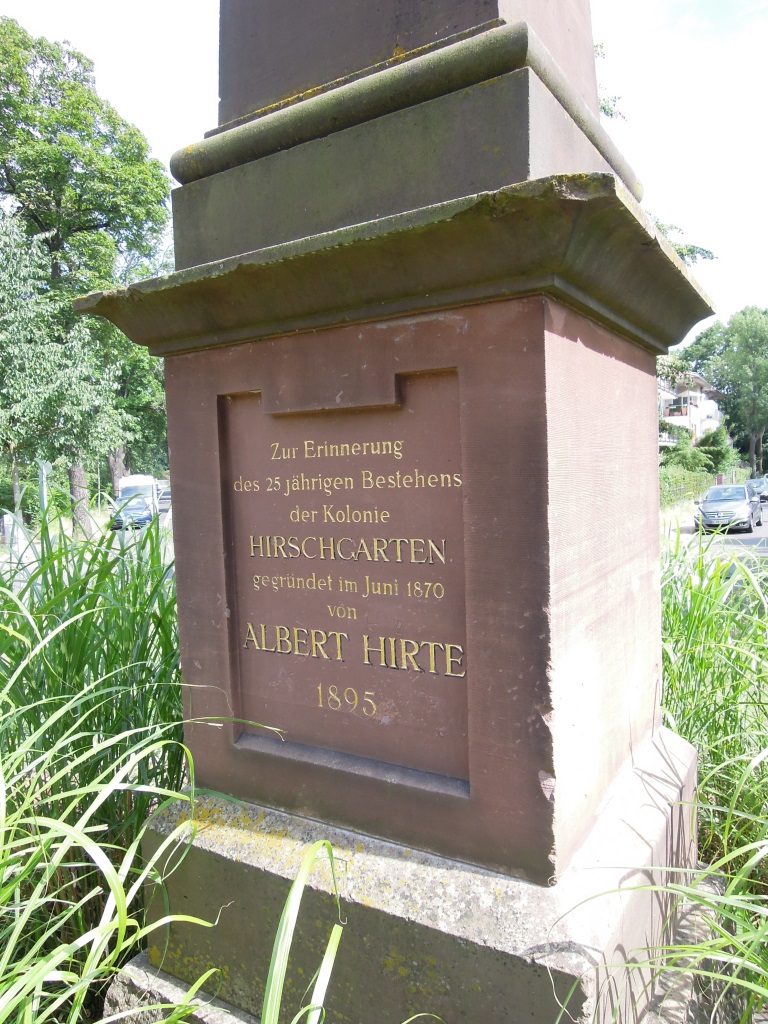 Zur Erinnerung
des 25 jährigen Bestehens
der Kolonie
HIRSCHGARTEN
gegründet im Juni 1870
von
ALBERT HIRTE
1895